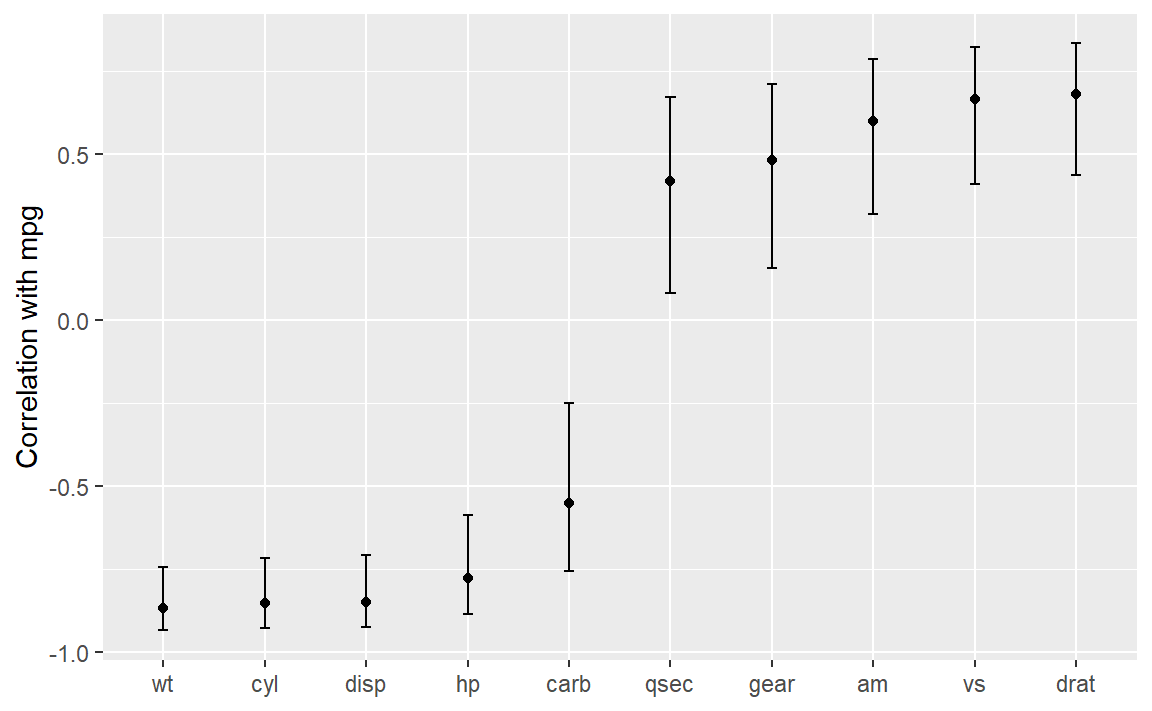 Correlation with mpg
0.5
0.0
-0.5
-1.0
wt cyl disp hp carb qsec gear am vs drat